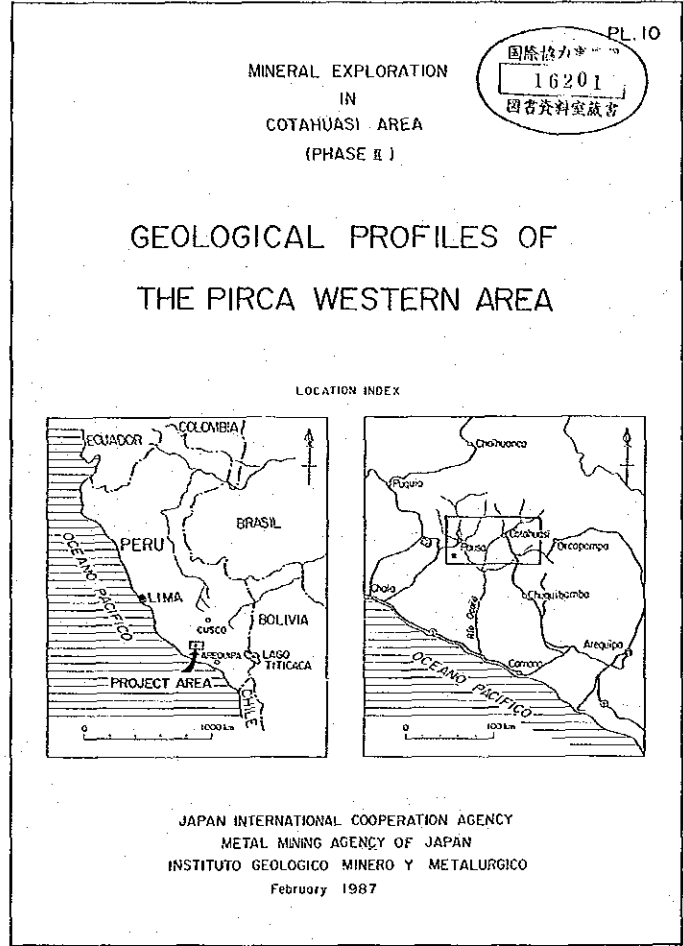 PL. 10
国際協力事
16201
図書資料室蔵書
MINERAL EXPLORATION
IN
COTAHUASI AREA
(PHASE II)
GEOLOGICAL PROFILES OF
THE PIRCA WESTERN AREA
LOCATION INDEX
ECUADOR
COLOMBIA
BRASIL
PERU
OCEANO PACIFICO
LIMA
CUSCO
BOLIVIA
AREQUIPA
LAGO
TITICACA
PROJECT AREA
CHILE
0 1000 km
Chalhuanca
Puquio
Cotahuasi
Pausa
Orcopampa
Chala
Chuquibamba
Rio Ocoña
Arequipa
Camana
OCEANO PACIFICO
0 100 km
JAPAN INTERNATIONAL COOPERATION AGENCY
METAL MINING AGENCY OF JAPAN
INSTITUTO GEOLOGICO MINERO Y METALURGICO
February 1987